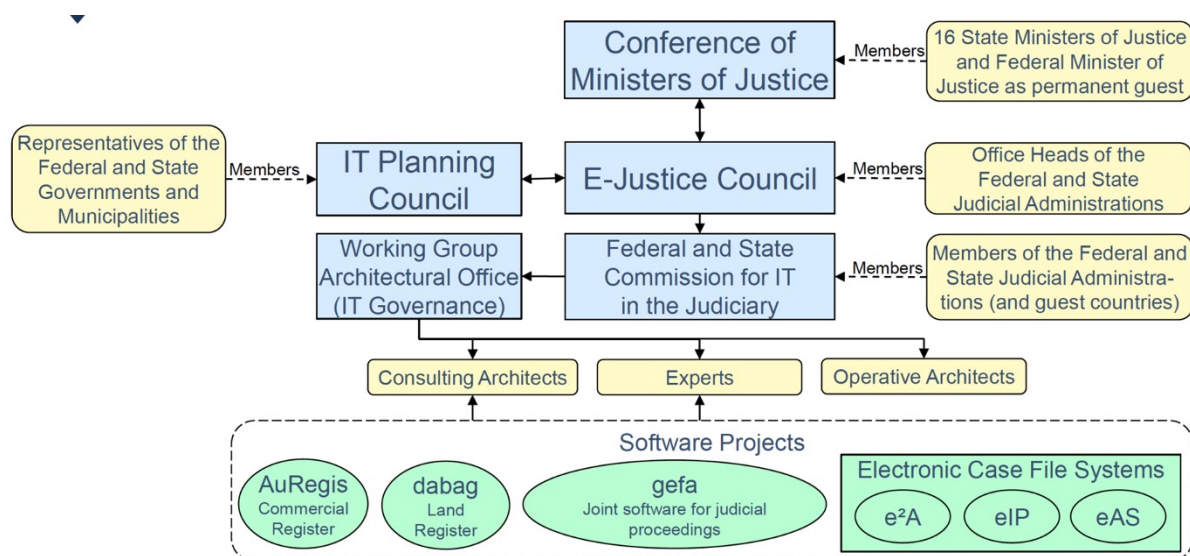 Conference of
Ministers of Justice
Members
16 State Ministers of Justice
and Federal Minister of
Justice as permanent guest
Representatives of the
Federal and State
Governments and
Municipalities
Members
IT Planning
Council
E-Justice Council
Members
Office Heads of the
Federal and State
Judicial Administrations
Working Group
Architectural Office
(IT Governance)
Federal and State
Commission for IT
in the Judiciary
Members
Members of the Federal and
State Judicial Administra-
tions (and guest countries)
Consulting Architects
Experts
Operative Architects
Software Projects
AuRegis
Commercial
Register
dabag
Land
Register
gefa
Joint software for judicial
proceedings
Electronic Case File Systems
e²A
eIP
eAS